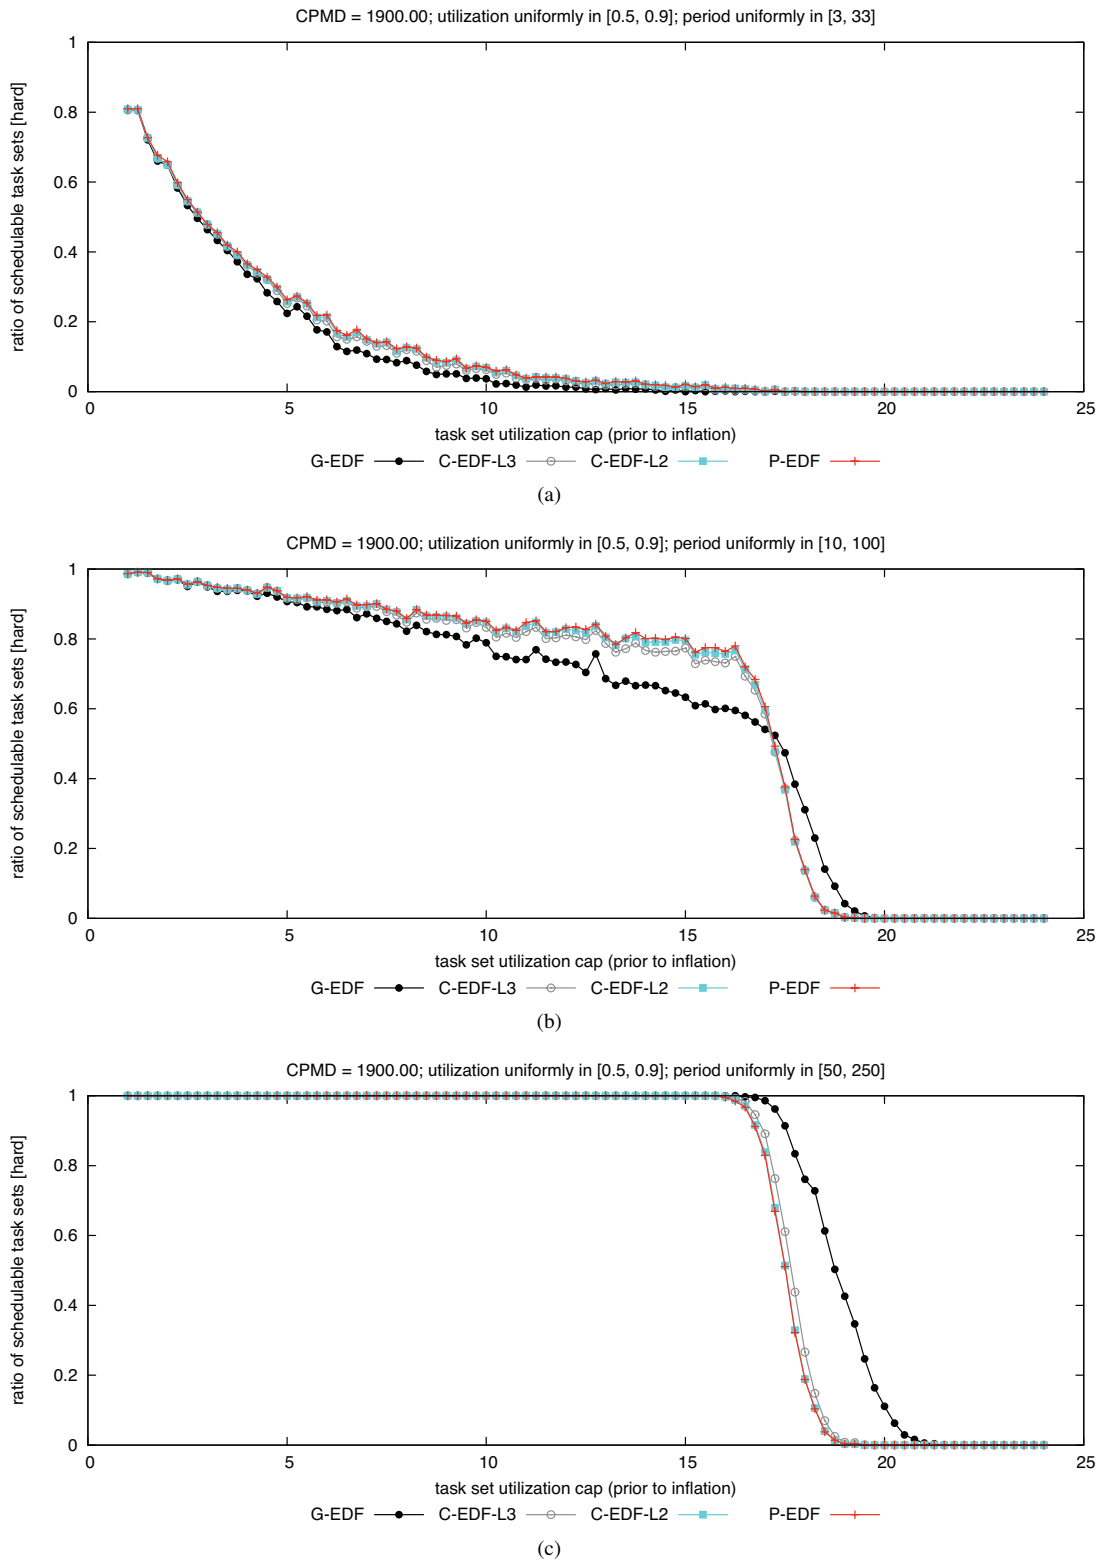 CPMD = 1900.00; utilization uniformly in [0.5, 0.9]; period uniformly in [3, 33]
1
0.8
0.6
0.4
0.2
0
ratio of schedulable task sets [hard]
0 5 10 15 20 25
task set utilization cap (prior to inflation)
G-EDF C-EDF-L3 C-EDF-L2 P-EDF
(a)
CPMD = 1900.00; utilization uniformly in [0.5, 0.9]; period uniformly in [10, 100]
1
0.8
0.6
0.4
0.2
0
ratio of schedulable task sets [hard]
0 5 10 15 20 25
task set utilization cap (prior to inflation)
G-EDF C-EDF-L3 C-EDF-L2 P-EDF
(b)
CPMD = 1900.00; utilization uniformly in [0.5, 0.9]; period uniformly in [50, 250]
1
0.8
0.6
0.4
0.2
0
ratio of schedulable task sets [hard]
0 5 10 15 20 25
task set utilization cap (prior to inflation)
G-EDF C-EDF-L3 C-EDF-L2 P-EDF
(c)